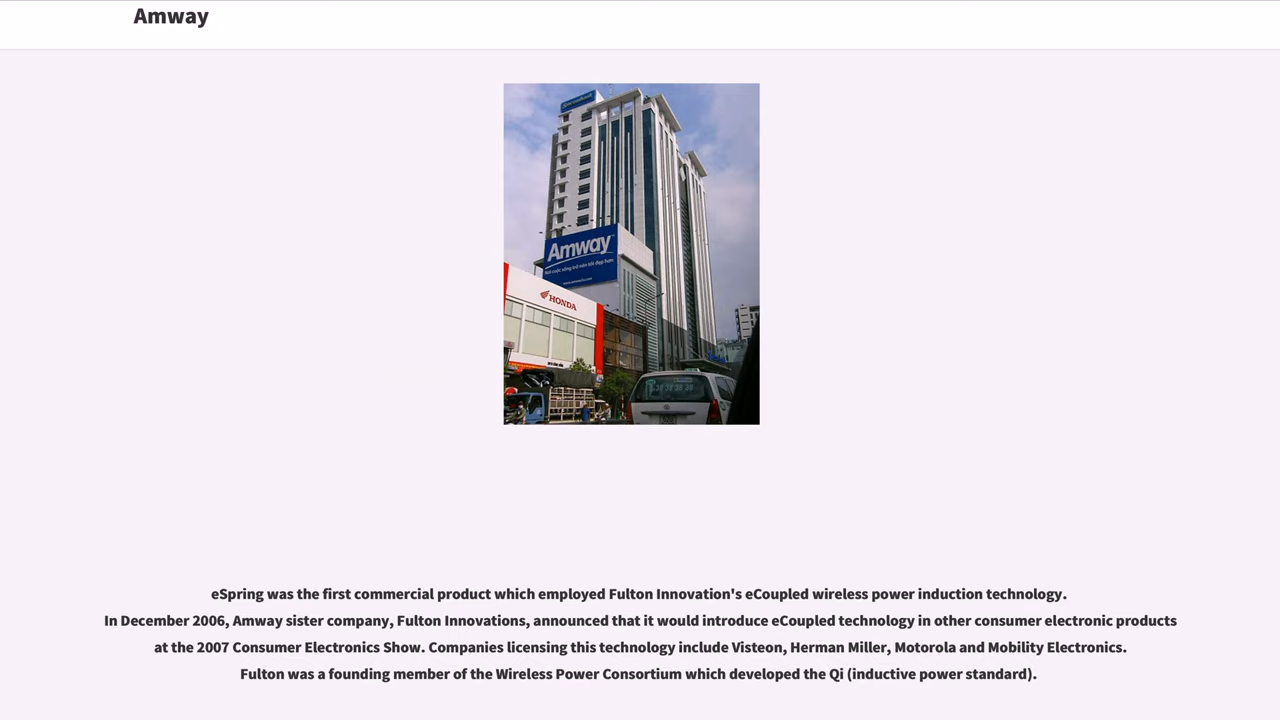 Amway
Amway
HONDA
eSpring was the first commercial product which employed Fulton Innovation's eCoupled wireless power induction technology.
In December 2006, Amway sister company, Fulton Innovations, announced that it would introduce eCoupled technology in other consumer electronic products
at the 2007 Consumer Electronics Show. Companies licensing this technology include Visteon, Herman Miller, Motorola and Mobility Electronics.
Fulton was a founding member of the Wireless Power Consortium which developed the Qi (inductive power standard).